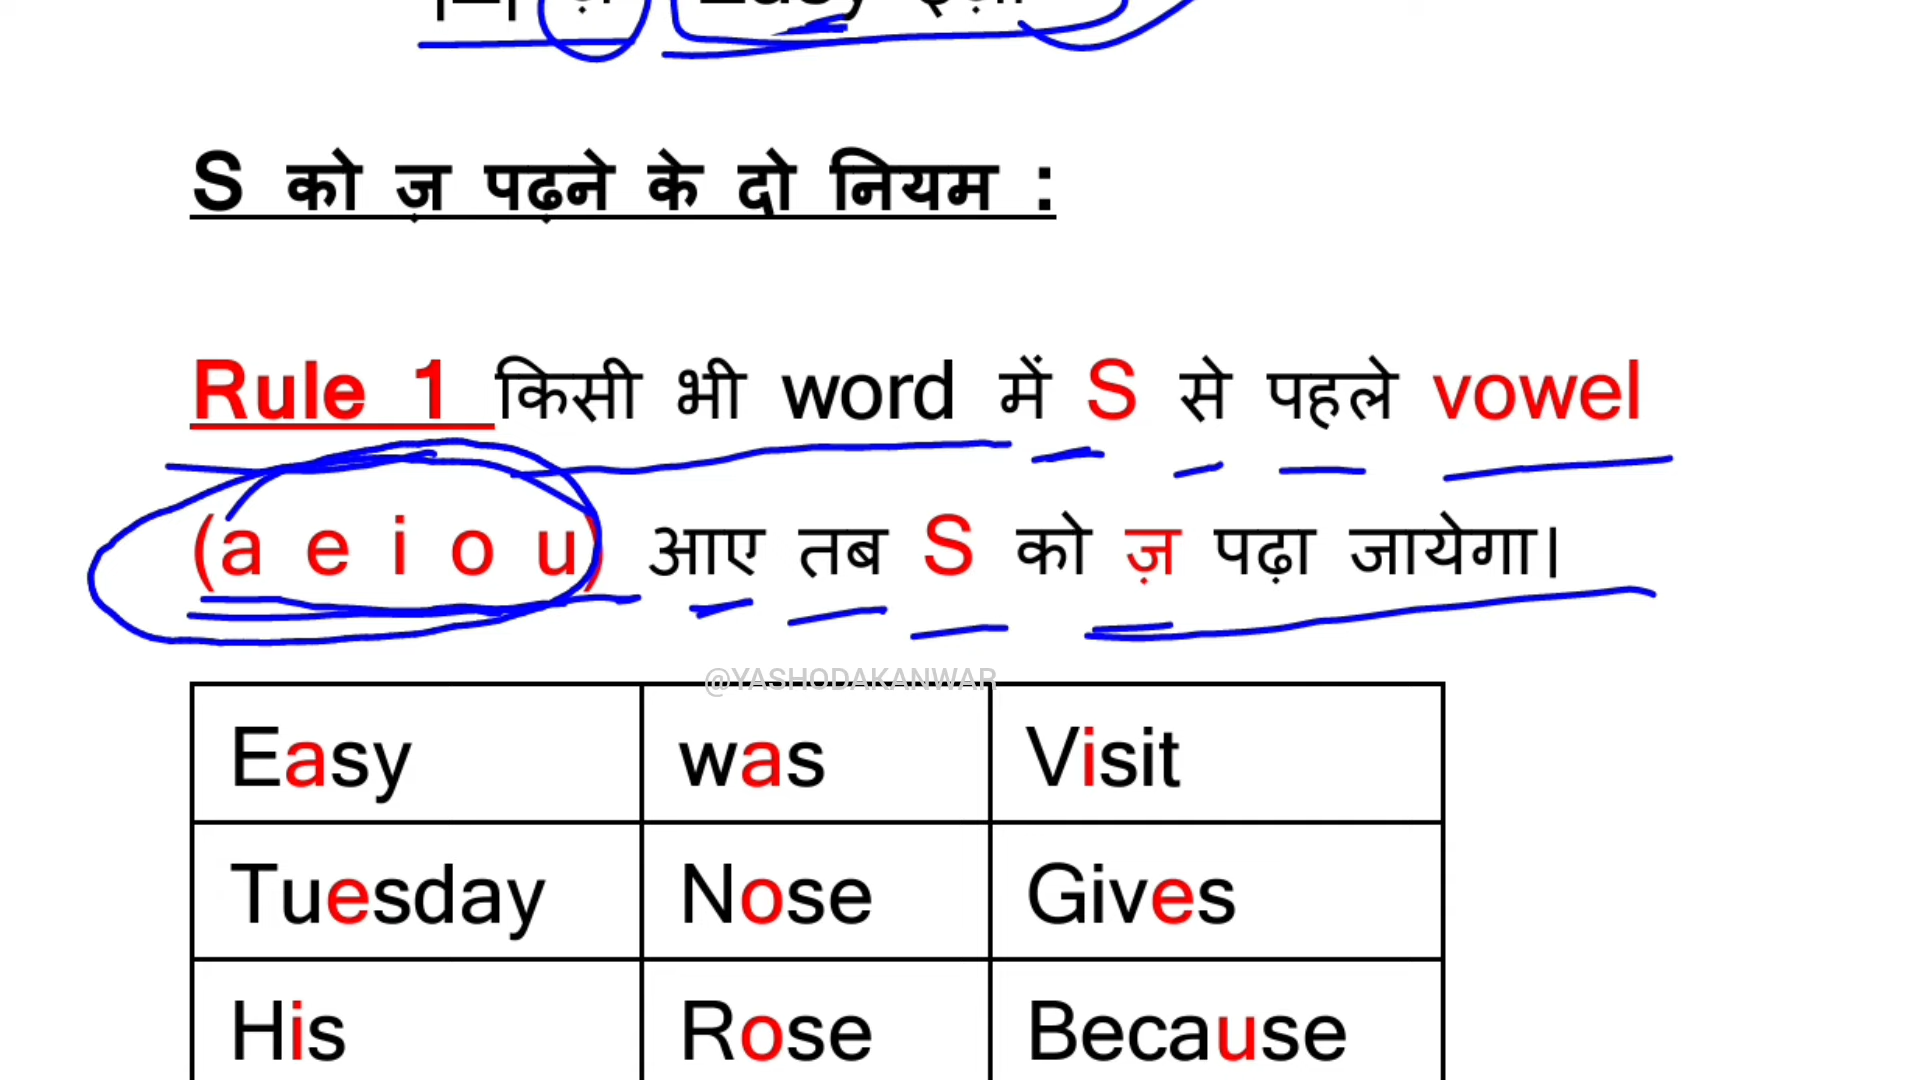 Easy
S को ज़ पढ़ने के दो नियम :
Rule 1 किसी भी word में S से पहले vowel
(a e i o u) आए तब S को ज़ पढ़ा जायेगा।
@YASHODAKANWAR
Easy was Visit
Tuesday Nose Gives
His Rose Because